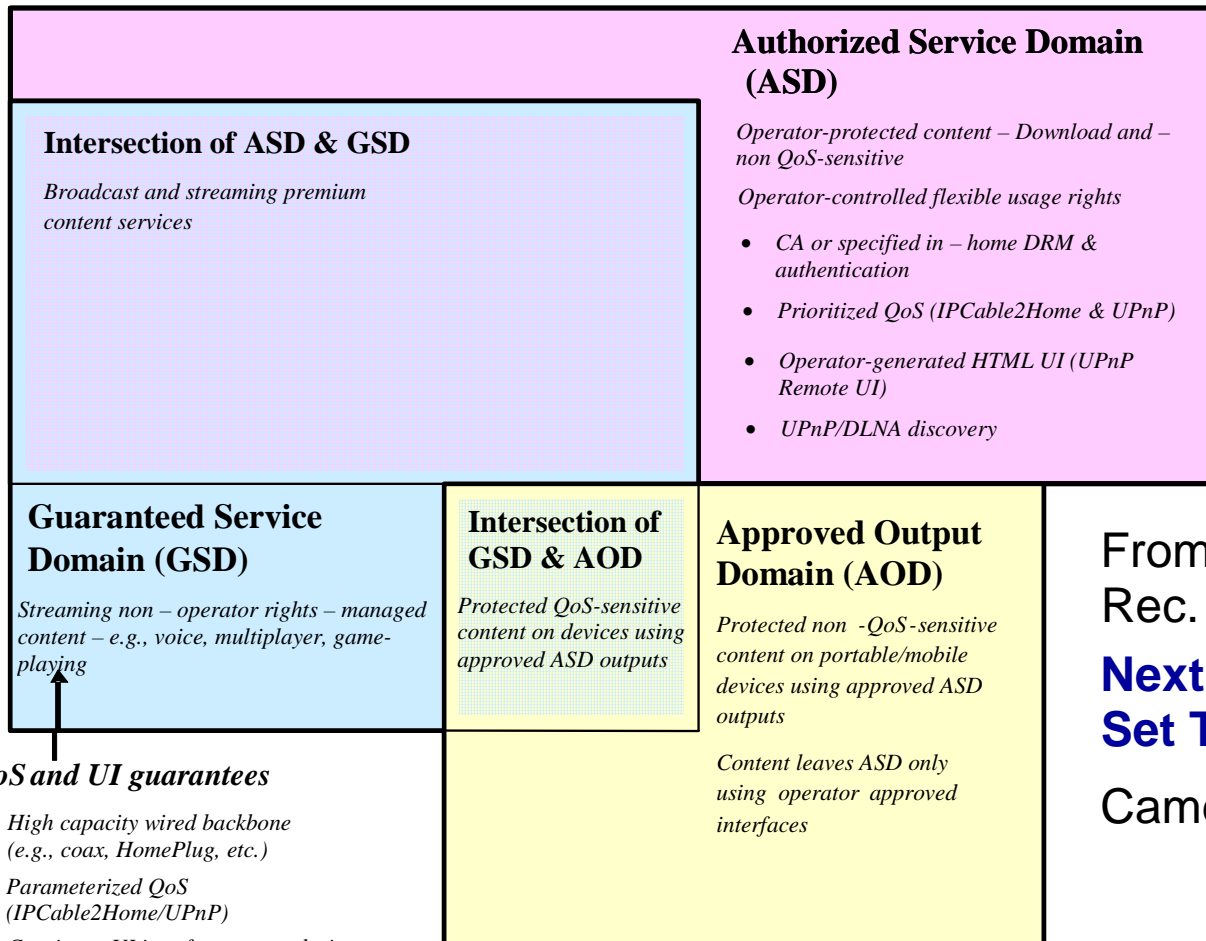 Authorized Service Domain
(ASD)
Operator-protected content – Download and –
non QoS-sensitive
Operator-controlled flexible usage rights
• CA or specified in – home DRM &
authentication
• Prioritized QoS (IPCable2Home & UPnP)
• Operator-generated HTML UI (UPnP
Remote UI)
• UPnP/DLNA discovery
Intersection of ASD & GSD
Broadcast and streaming premium
content services
Guaranteed Service
Domain (GSD)
Streaming non – operator rights – managed
content – e.g., voice, multiplayer, game-
playing
Intersection of
GSD & AOD
Protected QoS-sensitive
content on devices using
approved ASD outputs
Approved Output
Domain (AOD)
Protected non -QoS-sensitive
content on portable/mobile
devices using approved ASD
outputs
Content leaves ASD only
using operator approved
interfaces
From
Rec.
Next
Set
and UI guarantees
High capacity wired backbone
(e.g., coax, HomePlug, etc.)
Parameterized QoS
(IPCable2Home/UPnP)